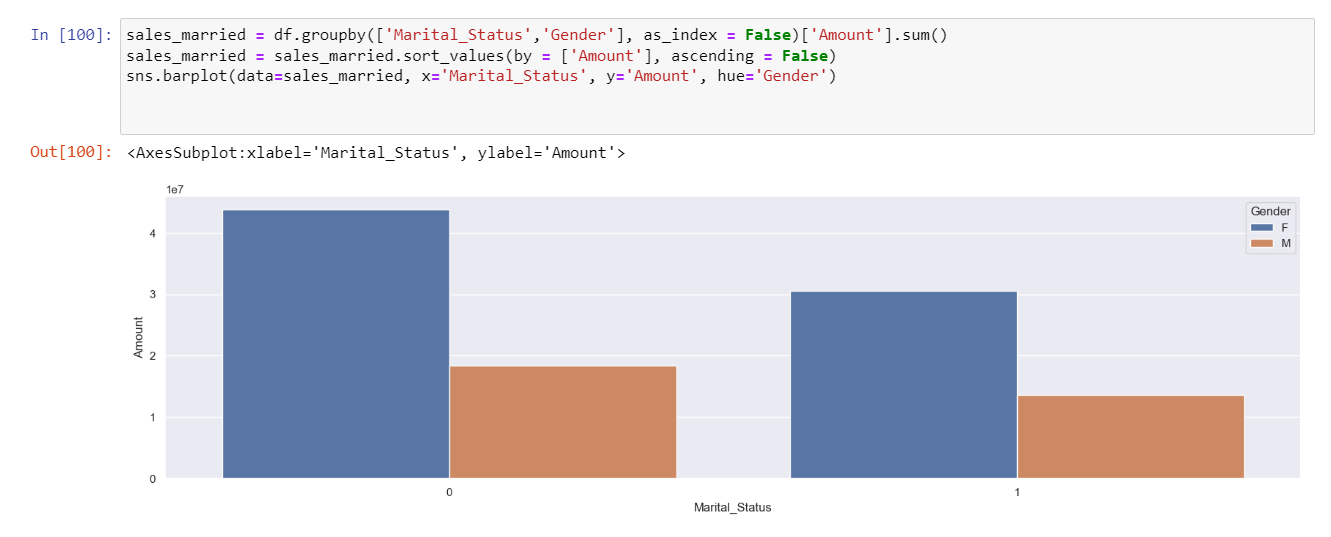 In [100]: sales_married = df.groupby(['Marital_Status','Gender'], as_index = False)['Amount'].sum()
sales_married = sales_married.sort_values(by = ['Amount'], ascending = False)
sns.barplot(data=sales_married, x='Marital_Status', y='Amount', hue='Gender')
Out[100]: <AxesSubplot:xlabel='Marital_Status', ylabel='Amount'>
1e7
Gender
F
M
4
3
2
1
0
Amount
0 1
Marital_Status